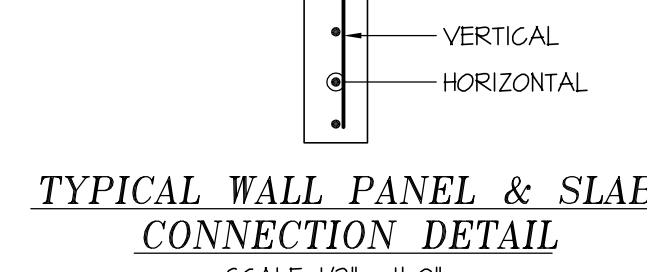 VERTICAL
HORIZONTAL
TYPICAL WALL PANEL & SLAB
CONNECTION DETAIL